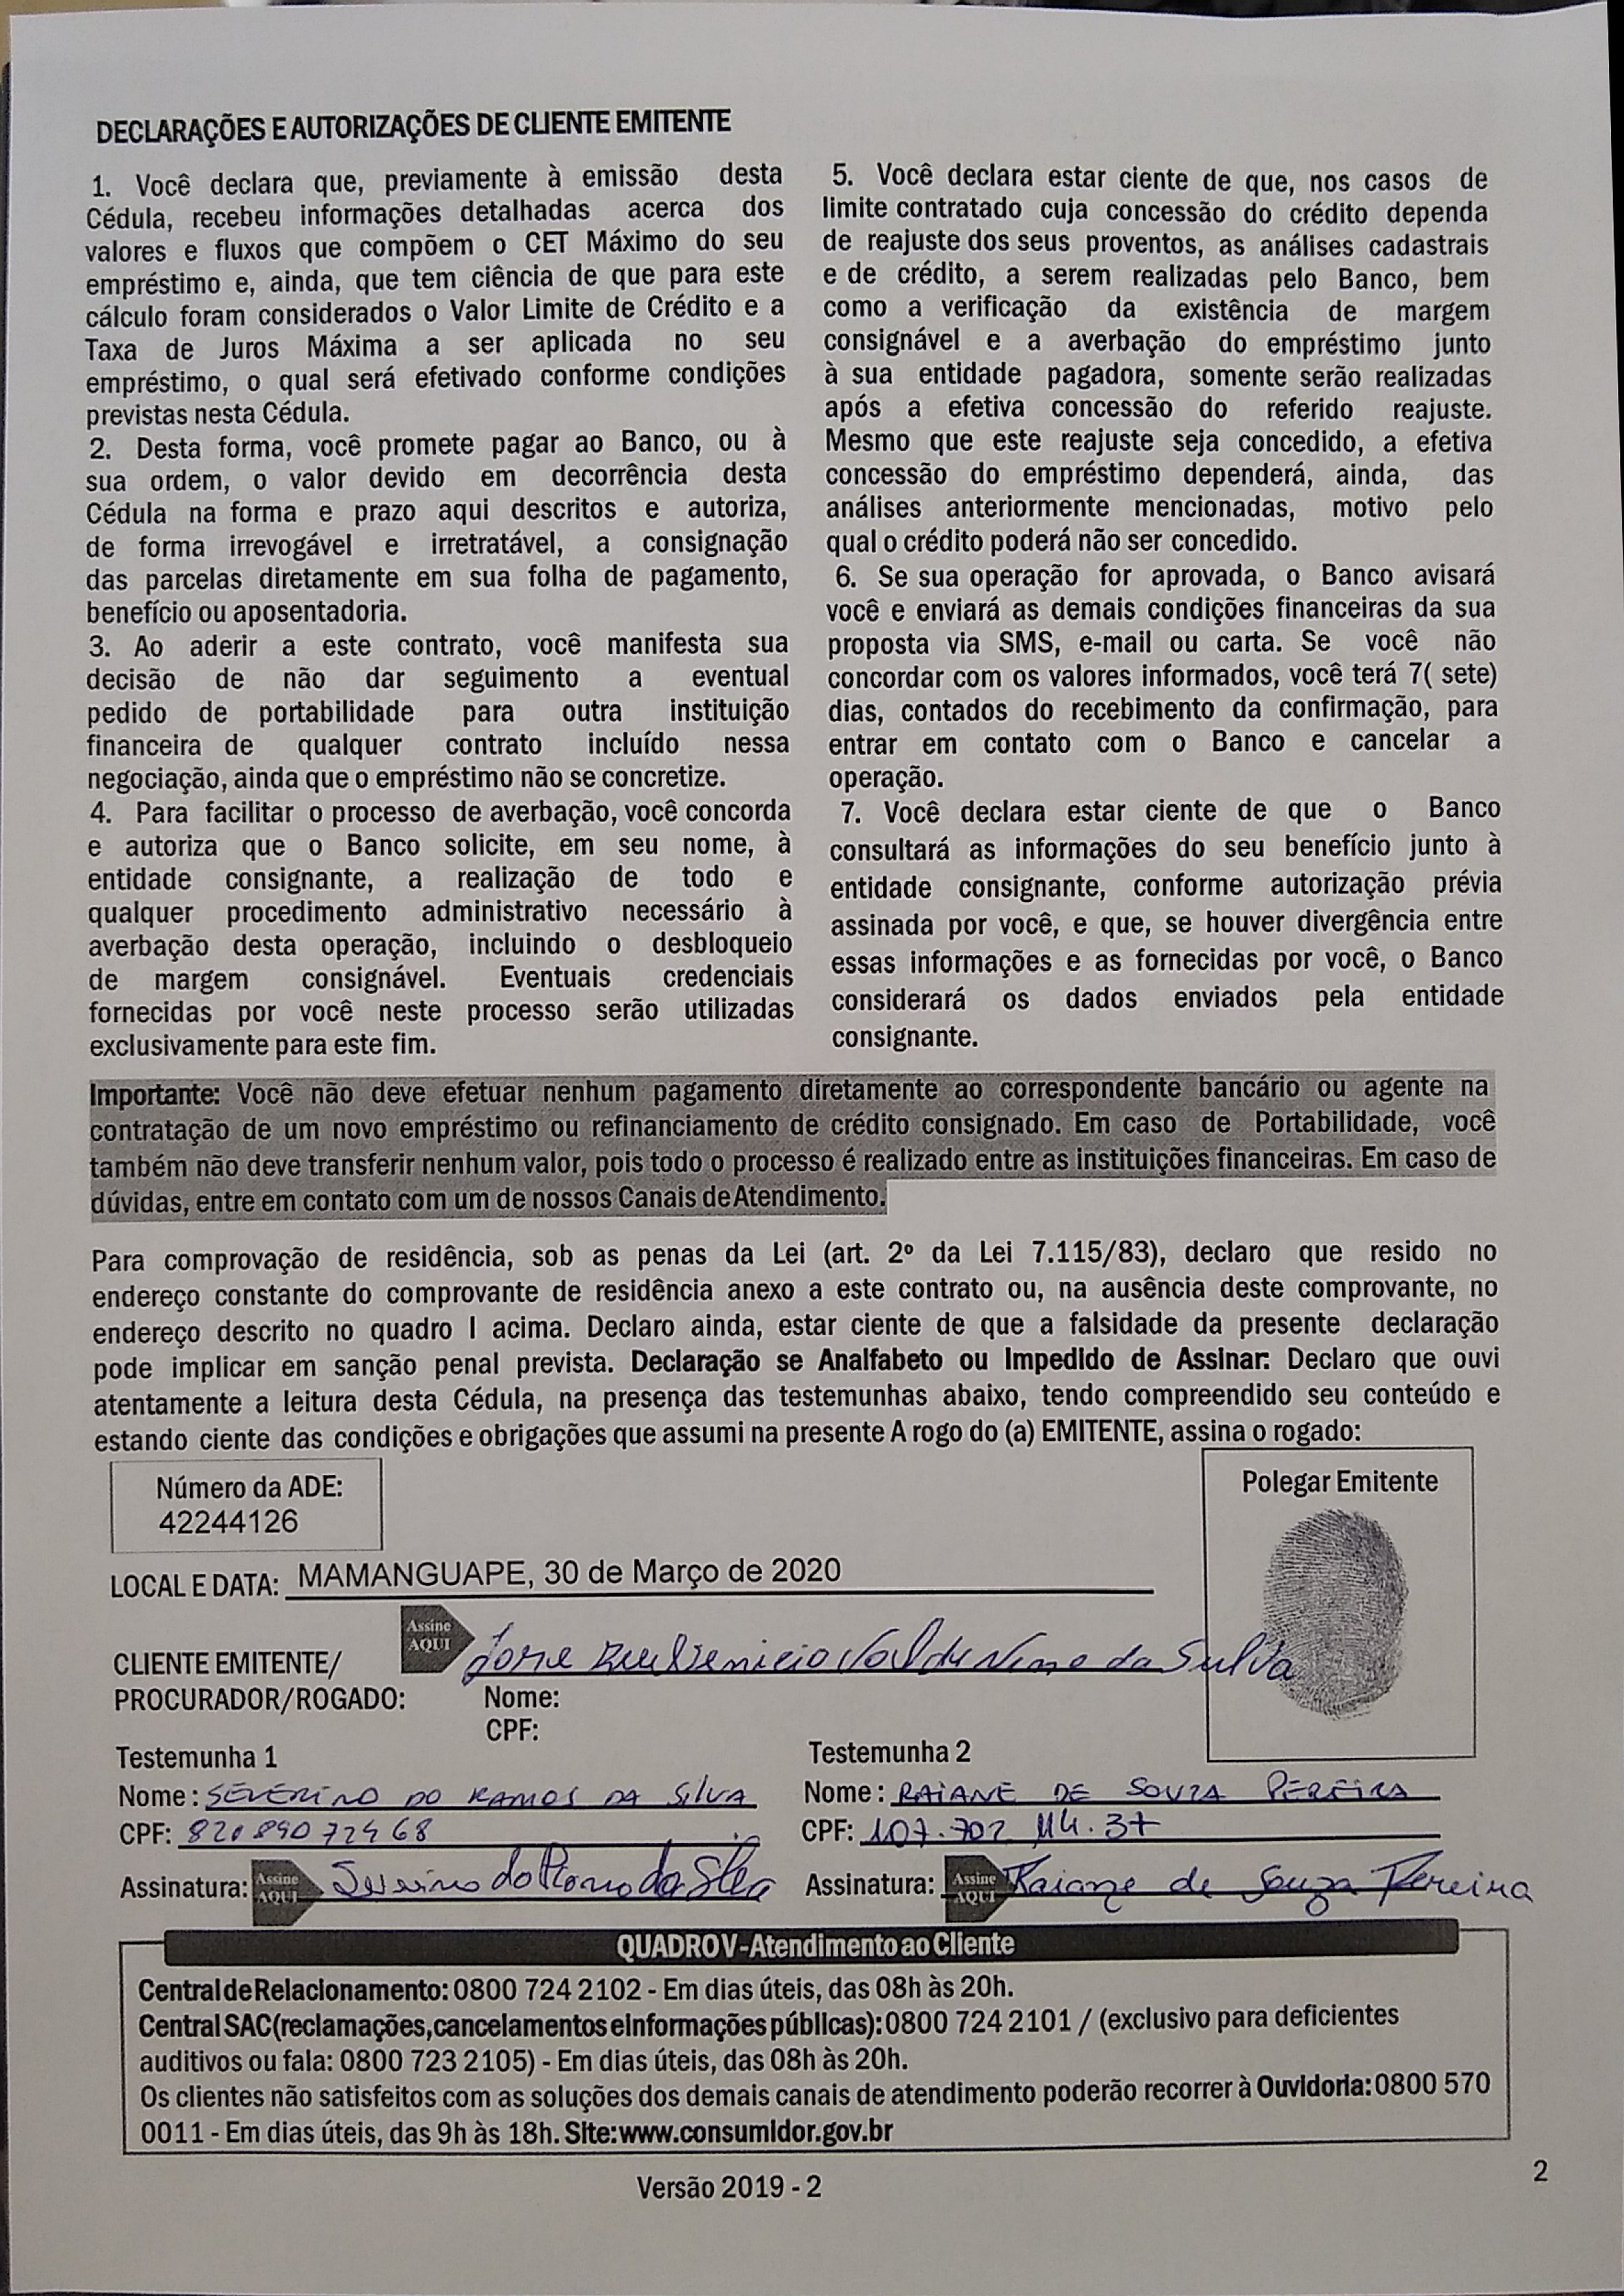 DECLARAÇÕES E AUTORIZAÇÕES DE CLIENTE EMITENTE
1. Você declara que, previamente à emissão desta
Cédula, recebeu informações detalhadas acerca dos
valores e fluxos que compõem o CET Máximo do seu
empréstimo e, ainda, que tem ciência de que para este
cálculo foram considerados o Valor Limite de Crédito e a
Taxa de Juros Máxima a ser aplicada no seu
empréstimo, o qual será efetivado conforme condições
previstas nesta Cédula.
2. Desta forma, você promete pagar ao Banco, ou à
sua ordem, o valor devido em decorrência desta
Cédula na forma e prazo aqui descritos e autoriza,
de forma irrevogável e irretratável, a consignação
das parcelas diretamente em sua folha de pagamento,
benefício ou aposentadoria.
3. Ao aderir a este contrato, você manifesta sua
decisão de não dar seguimento a eventual
pedido de portabilidade para outra instituição
financeira de qualquer contrato incluído nessa
negociação, ainda que o empréstimo não se concretize.
4. Para facilitar o processo de averbação, você concorda
e autoriza que o Banco solicite, em seu nome, à
entidade consignante, a realização de todo e
qualquer procedimento administrativo necessário à
averbação desta operação, incluindo o desbloqueio
de margem consignável. Eventuais credenciais
fornecidas por você neste processo serão utilizadas
exclusivamente para este fim.
5. Você declara estar ciente de que, nos casos de
limite contratado cuja concessão do crédito dependa
de reajuste dos seus proventos, as análises cadastrais
e de crédito, a serem realizadas pelo Banco, bem
como a verificação da existência de margem
consignável e a averbação do empréstimo junto
à sua entidade pagadora, somente serão realizadas
após a efetiva concessão do referido reajuste.
Mesmo que este reajuste seja concedido, a efetiva
concessão do empréstimo dependerá, ainda, das
análises anteriormente mencionadas, motivo pelo
qual o crédito poderá não ser concedido.
6. Se sua operação for aprovada, o Banco avisará
você e enviará as demais condições financeiras da sua
proposta via SMS, e-mail ou carta. Se você não
concordar com os valores informados, você terá 7( sete)
dias, contados do recebimento da confirmação, para
entrar em contato com o Banco e cancelar a
operação.
7. Você declara estar ciente de que o Banco
consultará as informações do seu benefício junto à
entidade consignante, conforme autorização prévia
assinada por você, e que, se houver divergência entre
essas informações e as fornecidas por você, o Banco
considerará os dados enviados pela entidade
consignante.
Importante: Você não deve efetuar nenhum pagamento diretamente ao correspondente bancário ou agente na
contratação de um novo empréstimo ou refinanciamento de crédito consignado. Em caso de Portabilidade, você
também não deve transferir nenhum valor, pois todo o processo é realizado entre as instituições financeiras. Em caso de
dúvidas, entre em contato com um de nossos Canais de Atendimento.
Para comprovação de residência, sob as penas da Lei (art. 2º da Lei 7.115/83), declaro que resido no
endereço constante do comprovante de residência anexo a este contrato ou, na ausência deste comprovante, no
endereço descrito no quadro I acima. Declaro ainda, estar ciente de que a falsidade da presente declaração
pode implicar em sanção penal prevista. Declaração se Analfabeto ou Impedido de Assinar: Declaro que ouvi
atentamente a leitura desta Cédula, na presença das testemunhas abaixo, tendo compreendido seu conteúdo e
estando ciente das condições e obrigações que assumi na presente A rogo do (a) EMITENTE, assina o rogado:
Número da ADE:
42244126
Polegar Emitente
LOCAL E DATA: MAMANGUAPE, 30 de Março de 2020
Assine
AQUI
CLIENTE EMITENTE/
PROCURADOR/ROGADO:
da Silva
Nome:
CPF:
Testemunha 1
Nome: SEVERINO DO RAMOS DA SILVA
CPF: 820 890 724 68
Assinatura: Assine AQUI Severino do Ramo da Silva
Testemunha 2
Nome: RAIANE DE SOUZA PEREIRA
CPF: 107.702 114.37
Assinatura: Assine AQUI Raiane de Souza Pereira
QUADRO V - Atendimento ao Cliente
Central de Relacionamento: 0800 724 2102 - Em dias úteis, das 08h às 20h.
Central SAC (reclamações, cancelamentos e informações públicas): 0800 724 2101 / (exclusivo para deficientes
auditivos ou fala: 0800 723 2105) - Em dias úteis, das 08h às 20h.
Os clientes não satisfeitos com as soluções dos demais canais de atendimento poderão recorrer à Ouvidoria: 0800 570
0011 - Em dias úteis, das 9h às 18h. Site: www.consumidor.gov.br
Versão 2019 - 2
2